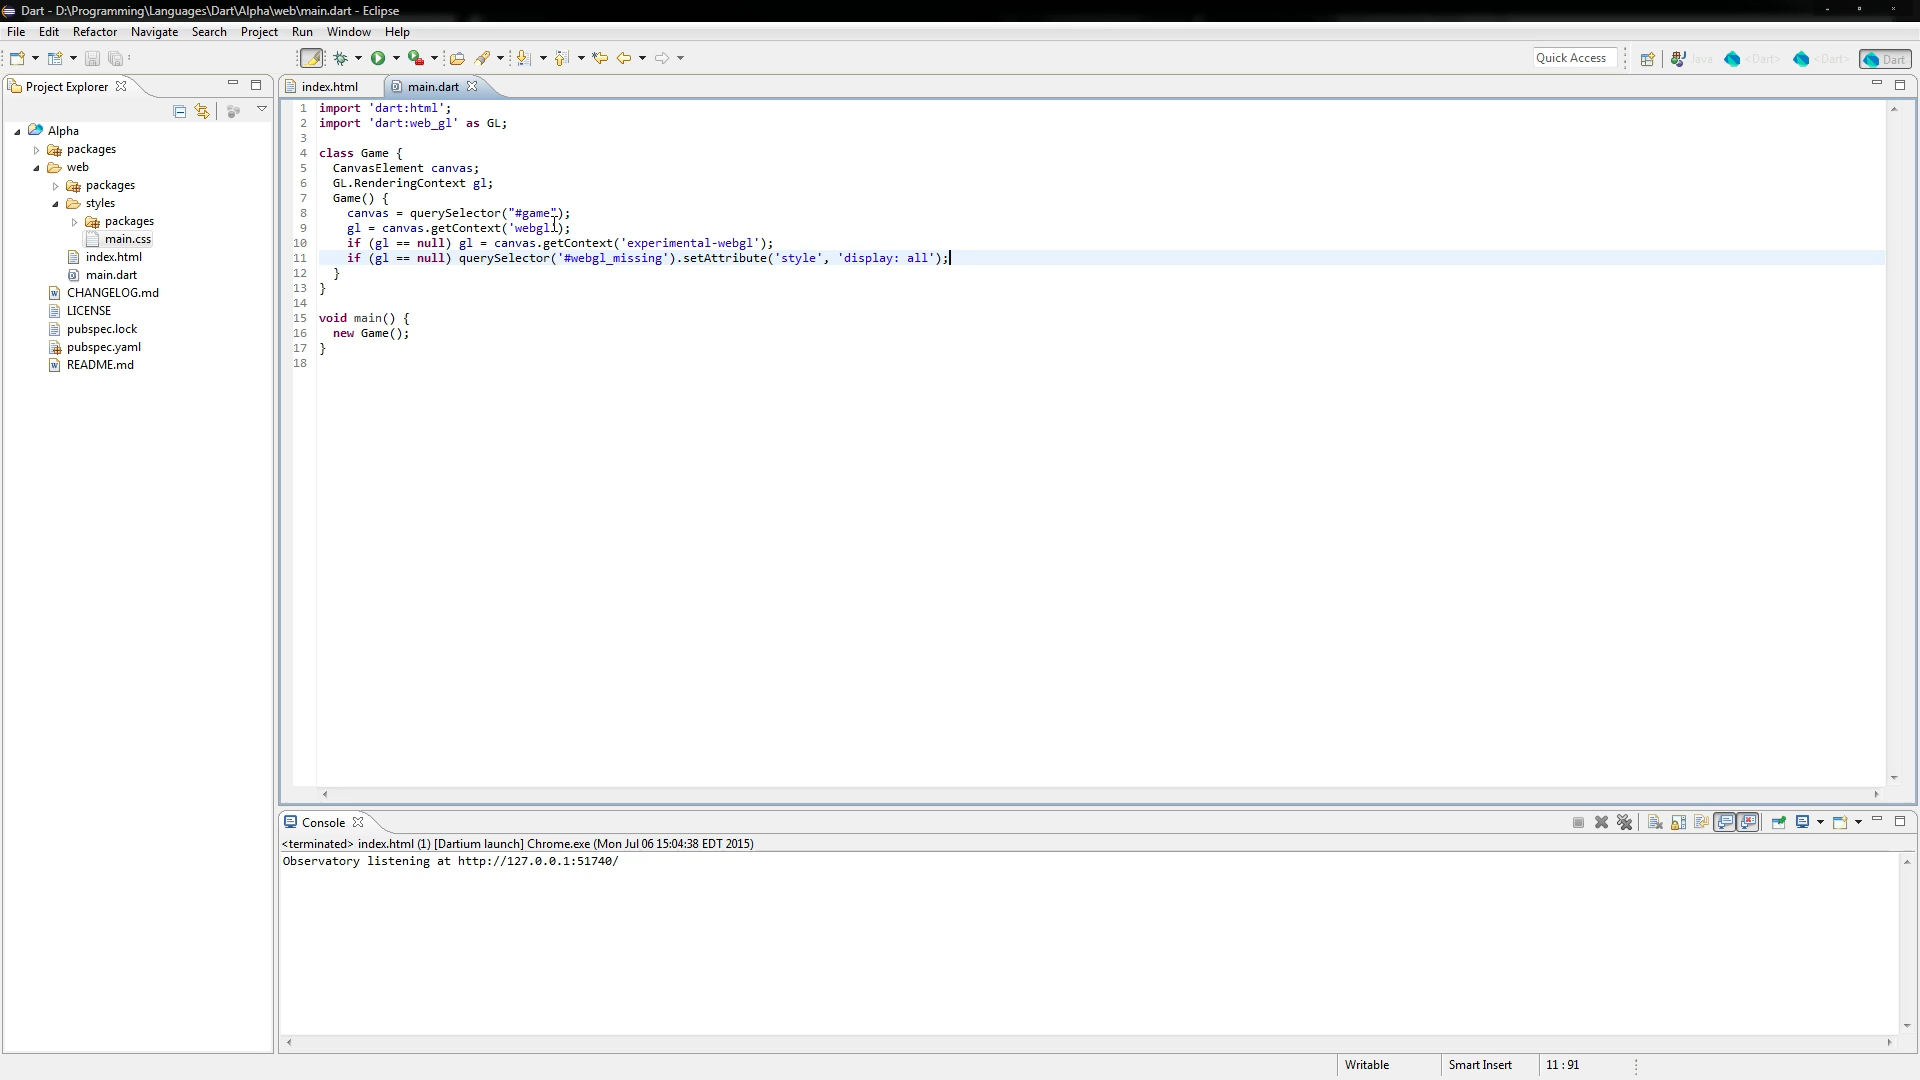 Dart - D:\Programming\Languages\Dart\Alpha\web\main.dart - Eclipse
File Edit Refactor Navigate Search Project Run Window Help
Quick Access
Java
<Dart>
<Dart>
Dart
Project Explorer
index.html
main.dart
Alpha
packages
web
packages
styles
packages
main.css
index.html
main.dart
CHANGELOG.md
LICENSE
pubspec.lock
pubspec.yaml
README.md
1 import 'dart:html';
2 import 'dart:web_gl' as GL;
3
4 class Game {
5 CanvasElement canvas;
6 GL.RenderingContext gl;
7 Game() {
8 canvas = querySelector("#game");
9 gl = canvas.getContext('webgl');
10 if (gl == null) gl = canvas.getContext('experimental-webgl');
11 if (gl == null) querySelector('#webgl_missing').setAttribute('style', 'display: all');
12 }
13 }
14
15 void main() {
16 new Game();
17 }
18
Console
<terminated> index.html (1) [Dartium launch] Chrome.exe (Mon Jul 06 15:04:38 EDT 2015)
Observatory listening at http://127.0.0.1:51740/
Writable
Smart Insert
11 : 91